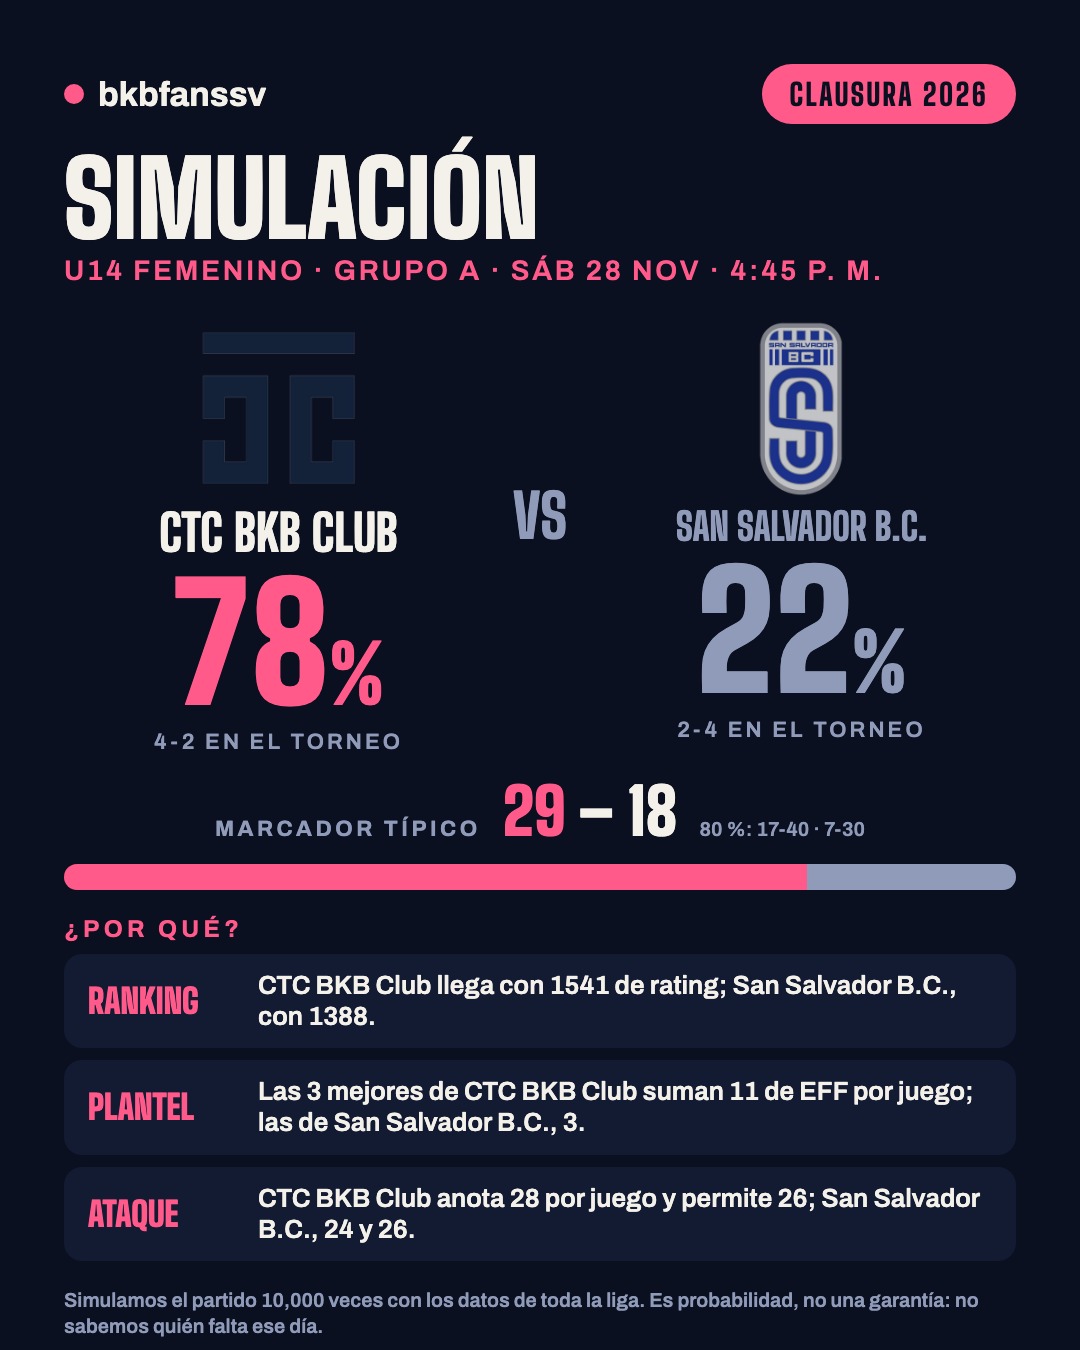 bkbfanssv
CLAUSURA 2026
SIMULACIÓN
U14 FEMENINO · GRUPO A · SÁB 28 NOV · 4:45 P. M.
SAN SALVADOR
BC
CTC BKB CLUB
78%
4-2 EN EL TORNEO
VS
SAN SALVADOR B.C.
22%
2-4 EN EL TORNEO
MARCADOR TÍPICO 29 – 18 80 %: 17-40 · 7-30
¿POR QUÉ?
RANKING
CTC BKB Club llega con 1541 de rating; San Salvador B.C.,
con 1388.
PLANTEL
Las 3 mejores de CTC BKB Club suman 11 de EFF por juego;
las de San Salvador B.C., 3.
ATAQUE
CTC BKB Club anota 28 por juego y permite 26; San Salvador
B.C., 24 y 26.
Simulamos el partido 10,000 veces con los datos de toda la liga. Es probabilidad, no una garantía: no
sabemos quién falta ese día.